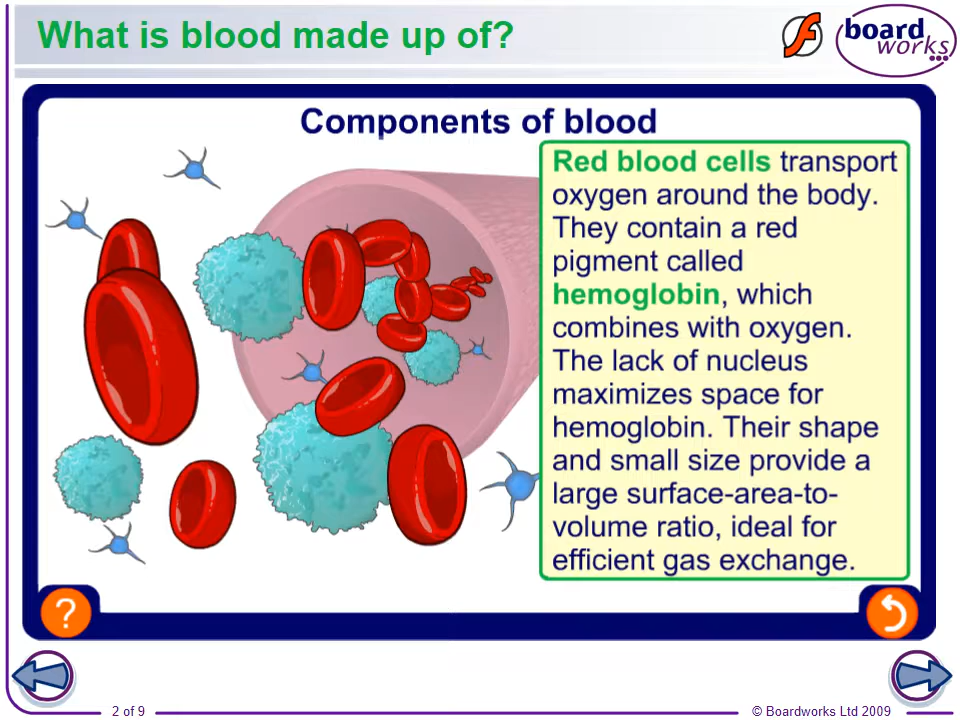 What is blood made up of?
board
works
Components of blood
Red blood cells transport
oxygen around the body.
They contain a red
pigment called
hemoglobin, which
combines with oxygen.
The lack of nucleus
maximizes space for
hemoglobin. Their shape
and small size provide a
large surface-area-to-
volume ratio, ideal for
efficient gas exchange.
?
2 of 9
© Boardworks Ltd 2009